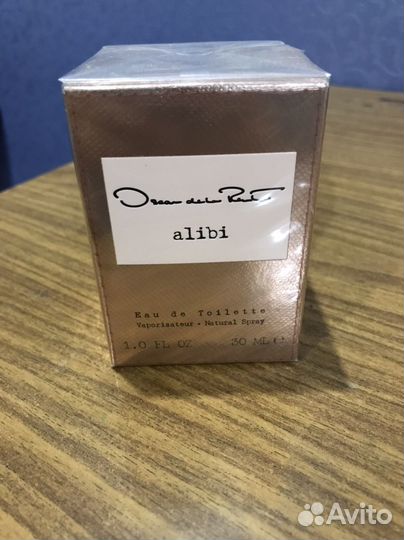 Oscar de la Renta
alibi
Eau de Toilette
Vaporisateur - Natural Spray
1.0 FL OZ 30 ML ℮
Avito